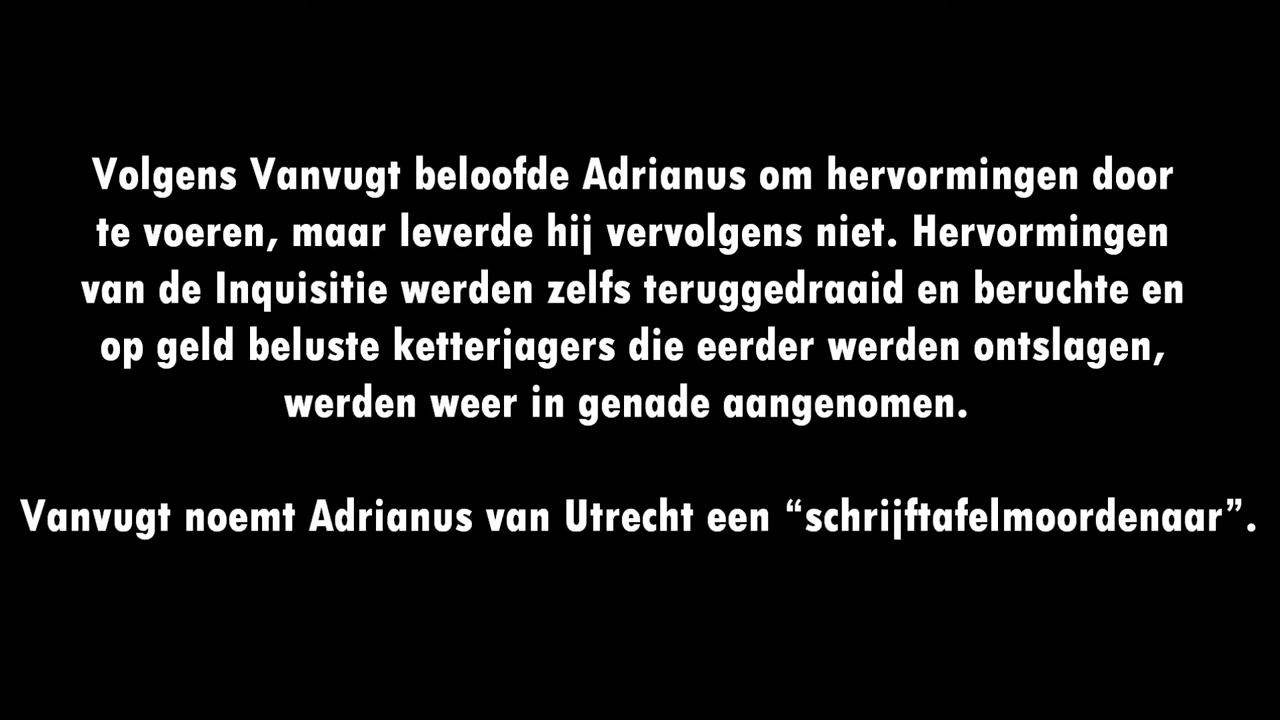 Volgens Vanvugt beloofde Adrianus om hervormingen door
te voeren, maar leverde hij vervolgens niet. Hervormingen
van de Inquisitie werden zelfs teruggedraaid en beruchte en
op geld beluste ketterjagers die eerder werden ontslagen,
werden weer in genade aangenomen.
Vanvugt noemt Adrianus van Utrecht een “schrijftafelmoordenaar”.